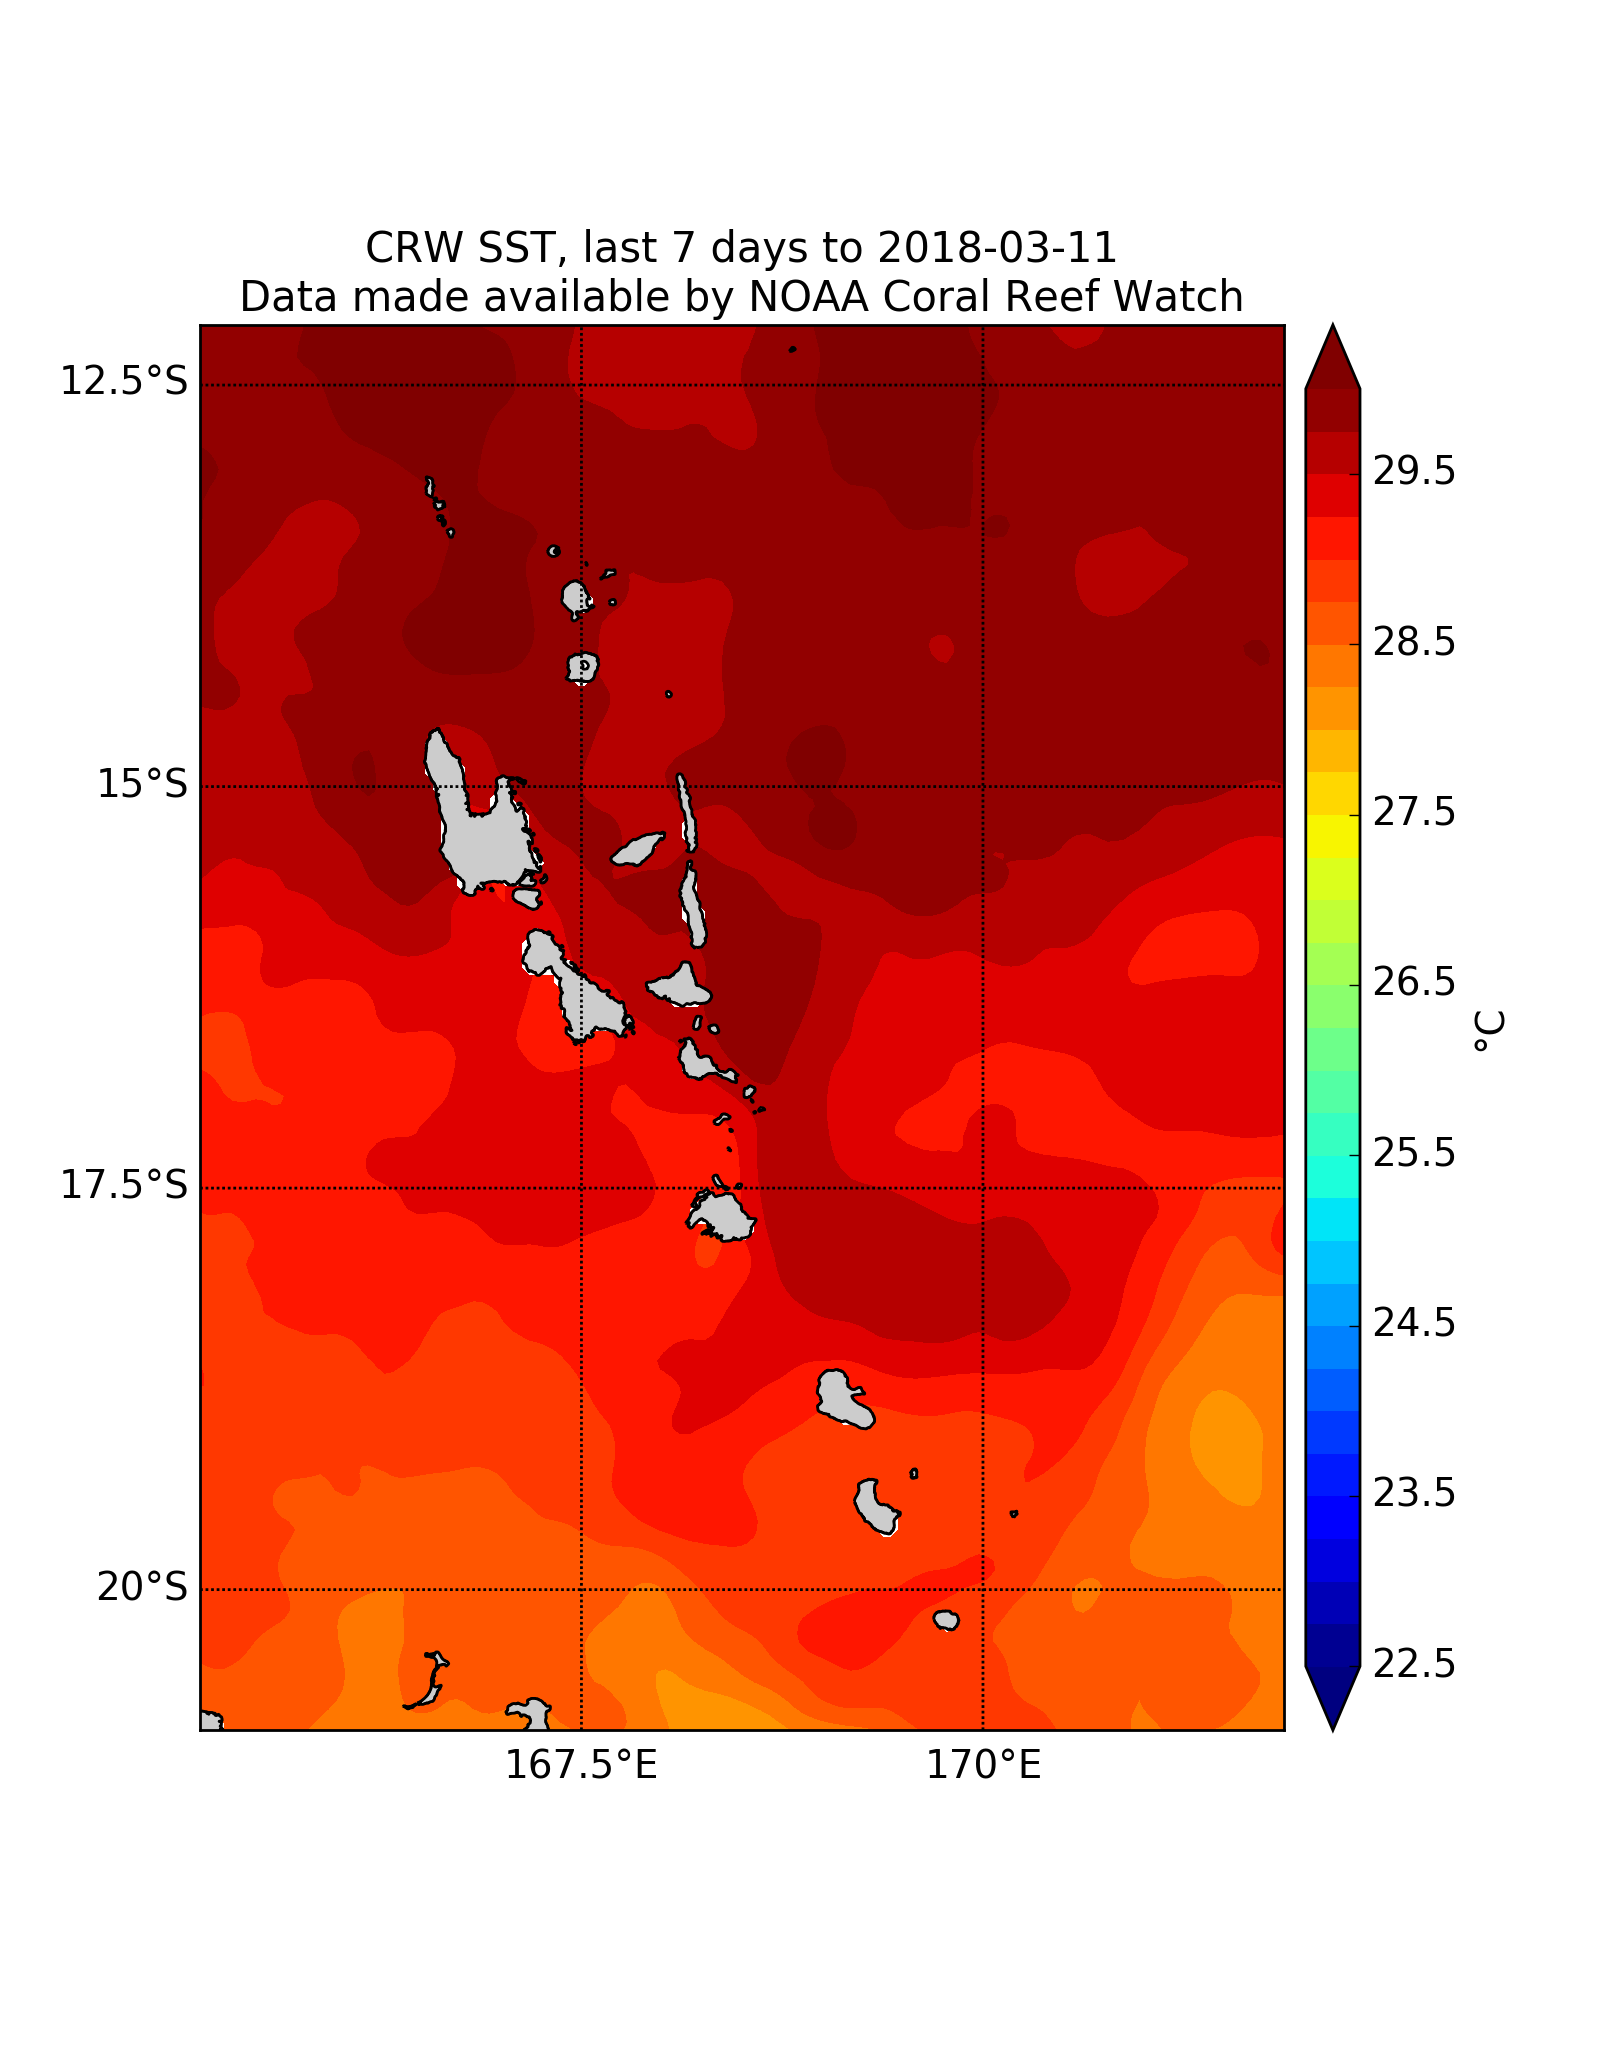 CRW SST, last 7 days to 2018-03-11
Data made available by NOAA Coral Reef Watch
12.5°S
15°S
17.5°S
20°S
167.5°E
170°E
29.5
28.5
27.5
26.5
25.5
24.5
23.5
22.5
°C